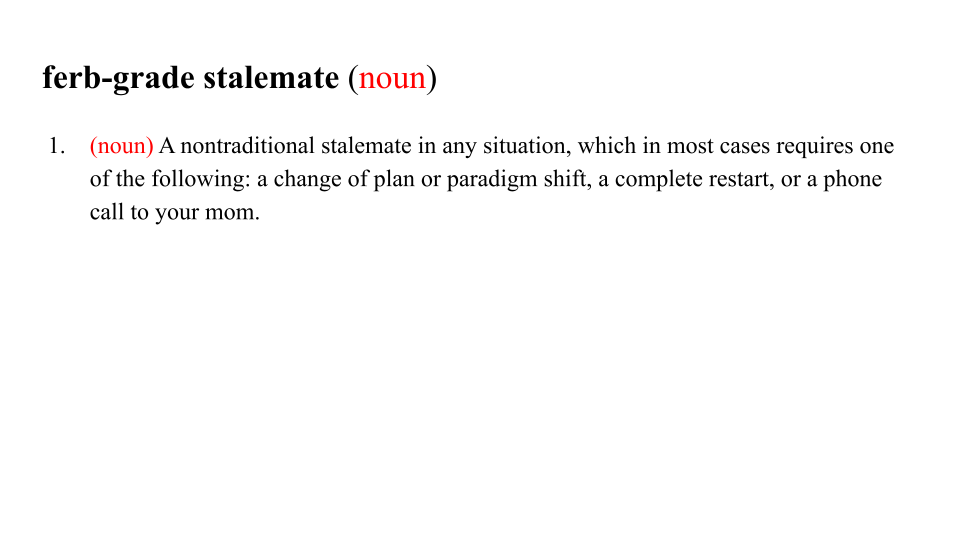 ferb-grade stalemate (noun)
1. (noun) A nontraditional stalemate in any situation, which in most cases requires one
of the following: a change of plan or paradigm shift, a complete restart, or a phone
call to your mom.